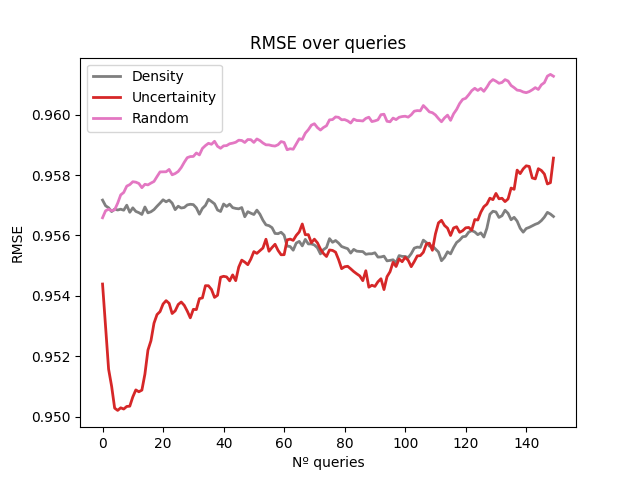 RMSE over queries
Density
Uncertainity
Random
RMSE
0.960
0.958
0.956
0.954
0.952
0.950
0 20 40 60 80 100 120 140
Nº queries